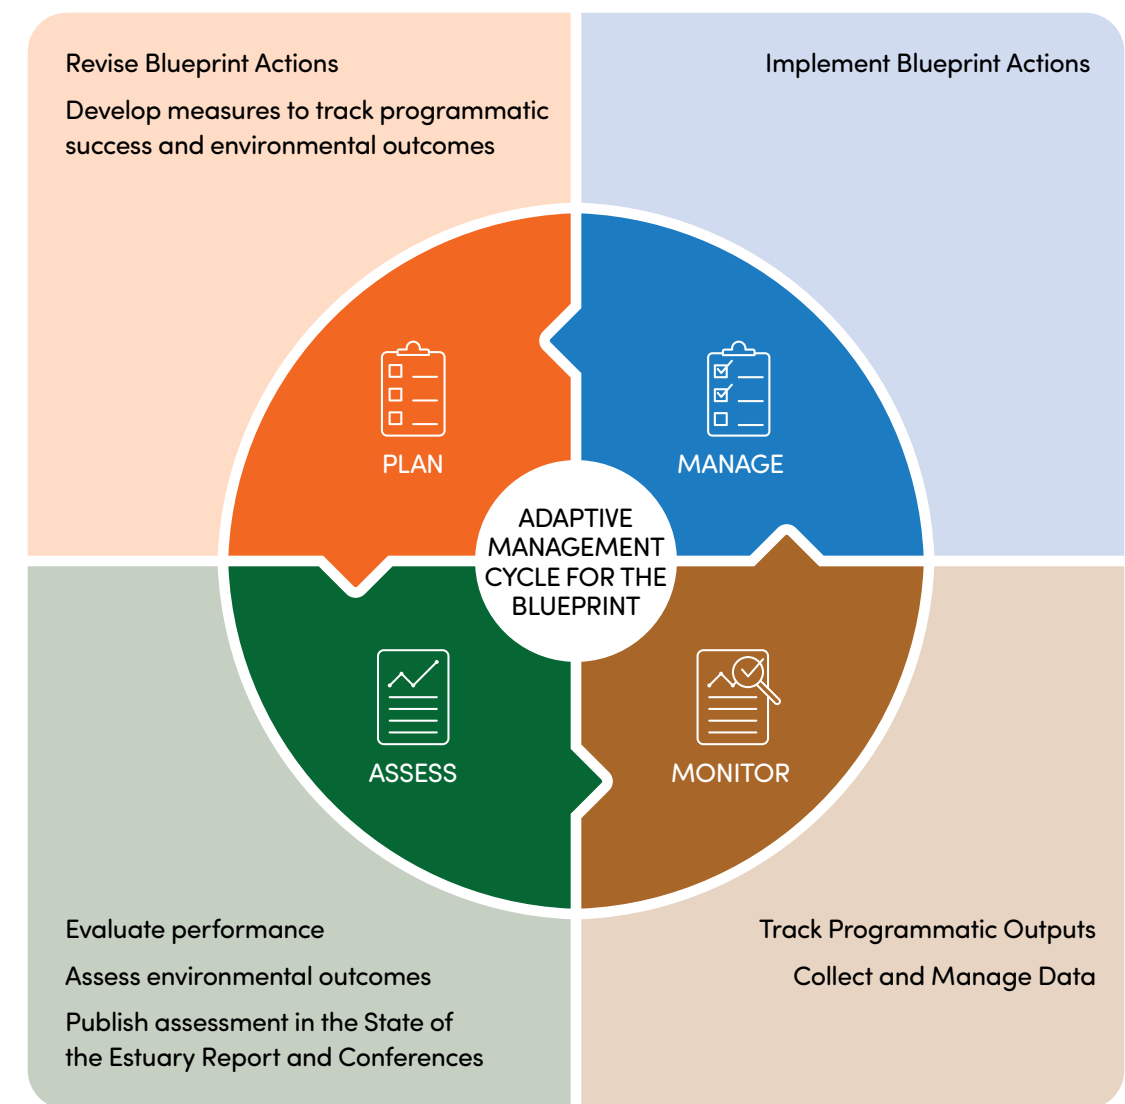 Revise Blueprint Actions
Develop measures to track programmatic
success and environmental outcomes
Implement Blueprint Actions
PLAN
MANAGE
ADAPTIVE
MANAGEMENT
CYCLE FOR THE
BLUEPRINT
ASSESS
MONITOR
Evaluate performance
Assess environmental outcomes
Publish assessment in the State of
the Estuary Report and Conferences
Track Programmatic Outputs
Collect and Manage Data